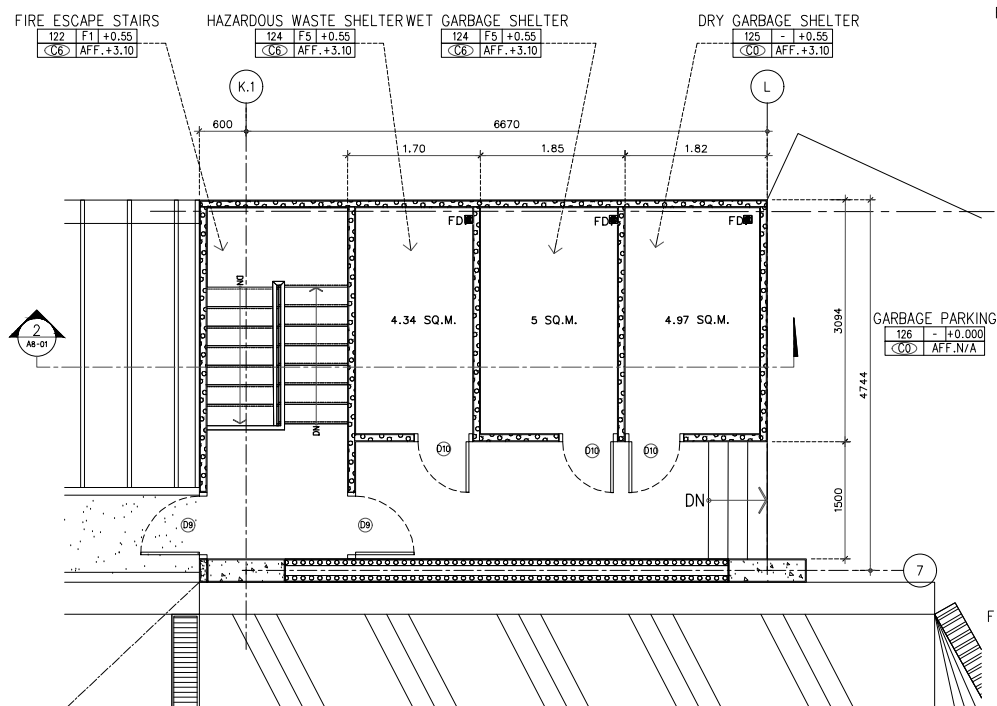 FIRE ESCAPE STAIRS
122 F1 +0.55
C6 AFF.+3.10
HAZARDOUS WASTE SHELTER
124 F5 +0.55
C6 AFF.+3.10
WET GARBAGE SHELTER
124 F5 +0.55
C6 AFF.+3.10
DRY GARBAGE SHELTER
125 - +0.55
C0 AFF.+3.10
K.1
L
600
6670
1.70
1.85
1.82
FD
FD
FD
DN
DN
4.34 SQ.M.
5 SQ.M.
4.97 SQ.M.
2
A8-01
3094
4744
GARBAGE PARKING
126 - +0.000
C0 AFF.N/A
D10
D10
D10
DN
1500
D9
D9
7
F